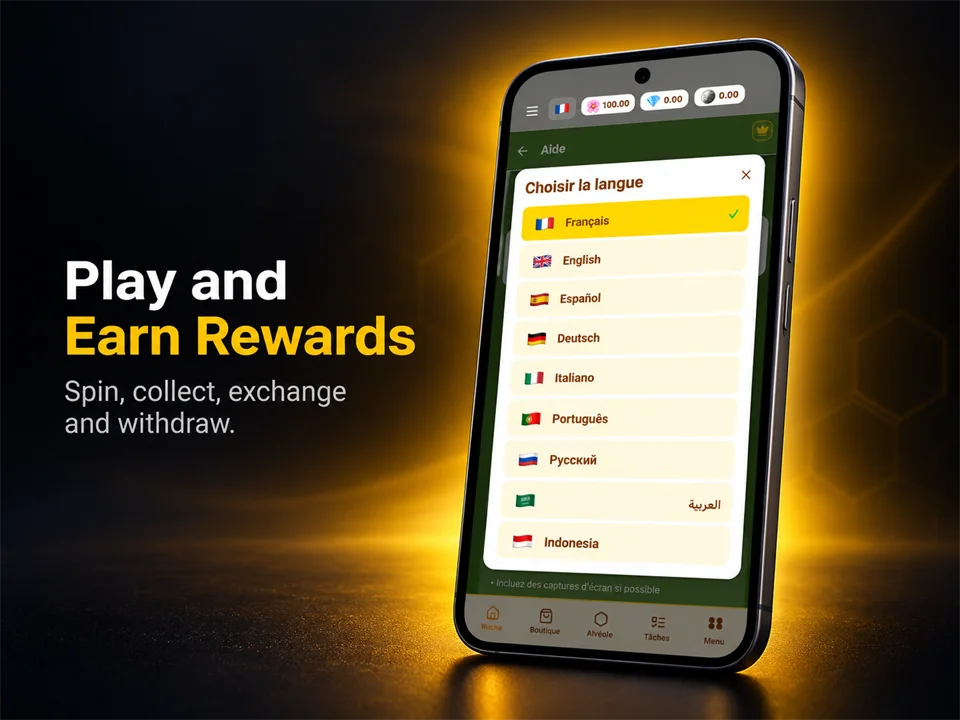 Play and
Earn Rewards
Spin, collect, exchange
and withdraw.
100.00
0.00
0.00
Aide
Choisir la langue
Français
English
Español
Deutsch
Italiano
Português
Русский
العربية
Indonesia
• Incluez des captures d'écran si possible
Ruche
Boutique
Alvéole
Tâches
Menu